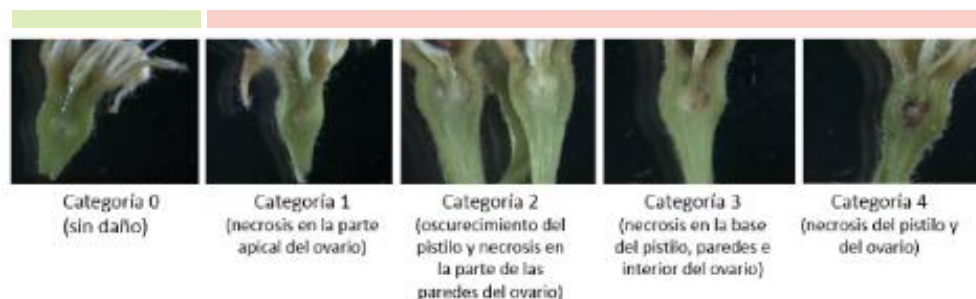 Categoría 0
(sin daño)
Categoría 1
(necrosis en la parte
apical del ovario)
Categoría 2
(oscurecimiento del
pistilo y necrosis en
la parte de las
paredes del ovario)
Categoría 3
(necrosis en la base
del pistilo, paredes e
interior del ovario)
Categoría 4
(necrosis del pistilo y
del ovario)